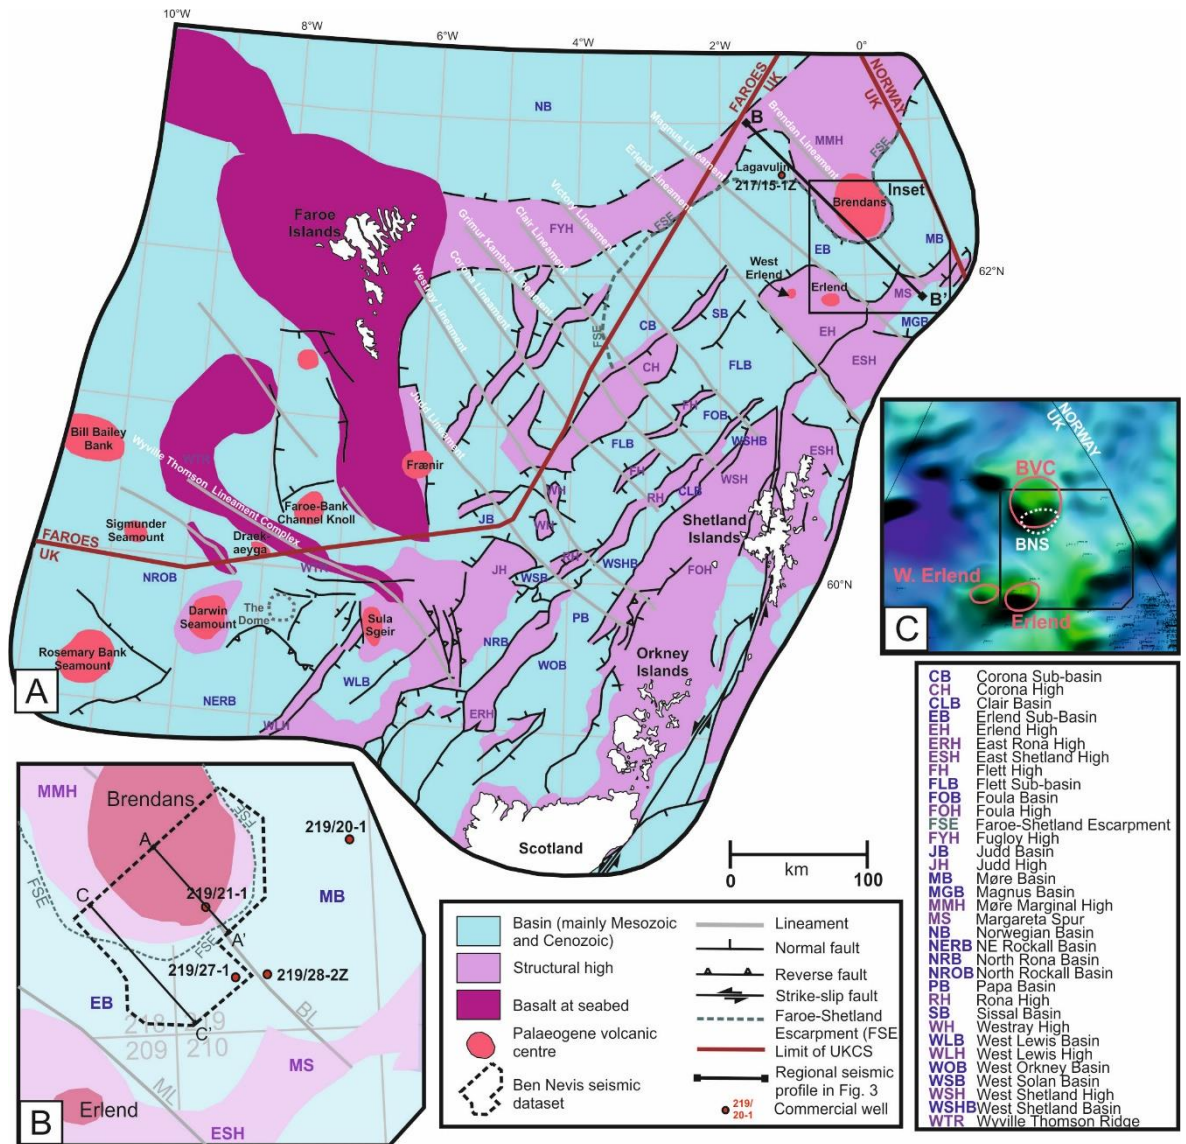 10°W
8°W
6°W
4°W
2°W
0°
FAROES
UK
NORWAY
UK
NB
B
Magnus Lineament
Brendan Lineament
MMH
FSE
Erlend Lineament
Lagavulin
217/15-1Z
Inset
Brendans
Faroe
Islands
Victory Lineament
Clair Lineament
Grimur Kamban Lineament
Corona Lineament
Westray Lineament
FYH
FSE
EB
MB
62°N
West
Erlend
Erlend
MS
B'
MGB
SB
CB
FSE
EH
ESH
FLB
CH
Judd Lineament
FH
FOB
Bill Bailey
Bank
WTR
Wyville Thomson Lineament Complex
Frænir
FLB
WSHB
ESH
FH
WSH
WH
RH
CLB
Faroe-Bank
Channel Knoll
JB
WH
Shetland
Islands
Sigmunder
Seamount
Draek-
aeyga
FAROES
UK
NROB
WTR
JH
RH
WSB
WSHB
FOH
60°N
The
Dome
Darwin
Seamount
Sula
Sgeir
PB
NRB
Rosemary Bank
Seamount
WOB
Orkney
Islands
WLB
NERB
WLH
ERH
A
Scotland
km
0
100
NORWAY
UK
BVC
BNS
W. Erlend
Erlend
C
MMH
Brendans
FSE
219/20-1
A
C
219/21-1
MB
FSE
A'
FSE
219/27-1
219/28-2Z
EB
C'
BL
218
219
209
210
MS
ML
Erlend
ESH
B
Basin (mainly Mesozoic
and Cenozoic)
Structural high
Basalt at seabed
Palaeogene volcanic
centre
Ben Nevis seismic
dataset
Lineament
Normal fault
Reverse fault
Strike-slip fault
Faroe-Shetland
Escarpment (FSE
Limit of UKCS
Regional seismic
profile in Fig. 3
219/
20-1
Commercial well
CB Corona Sub-basin
CH Corona High
CLB Clair Basin
EB Erlend Sub-Basin
EH Erlend High
ERH East Rona High
ESH East Shetland High
FH Flett High
FLB Flett Sub-basin
FOB Foula Basin
FOH Foula High
FSE Faroe-Shetland Escarpment
FYH Fugloy High
JB Judd Basin
JH Judd High
MB Møre Basin
MGB Magnus Basin
MMH Møre Marginal High
MS Margareta Spur
NB Norwegian Basin
NERB NE Rockall Basin
NRB North Rona Basin
NROB North Rockall Basin
PB Papa Basin
RH Rona High
SB Sissal Basin
WH Westray High
WLB West Lewis Basin
WLH West Lewis High
WOB West Orkney Basin
WSB West Solan Basin
WSH West Shetland High
WSHB West Shetland Basin
WTR Wyville Thomson Ridge